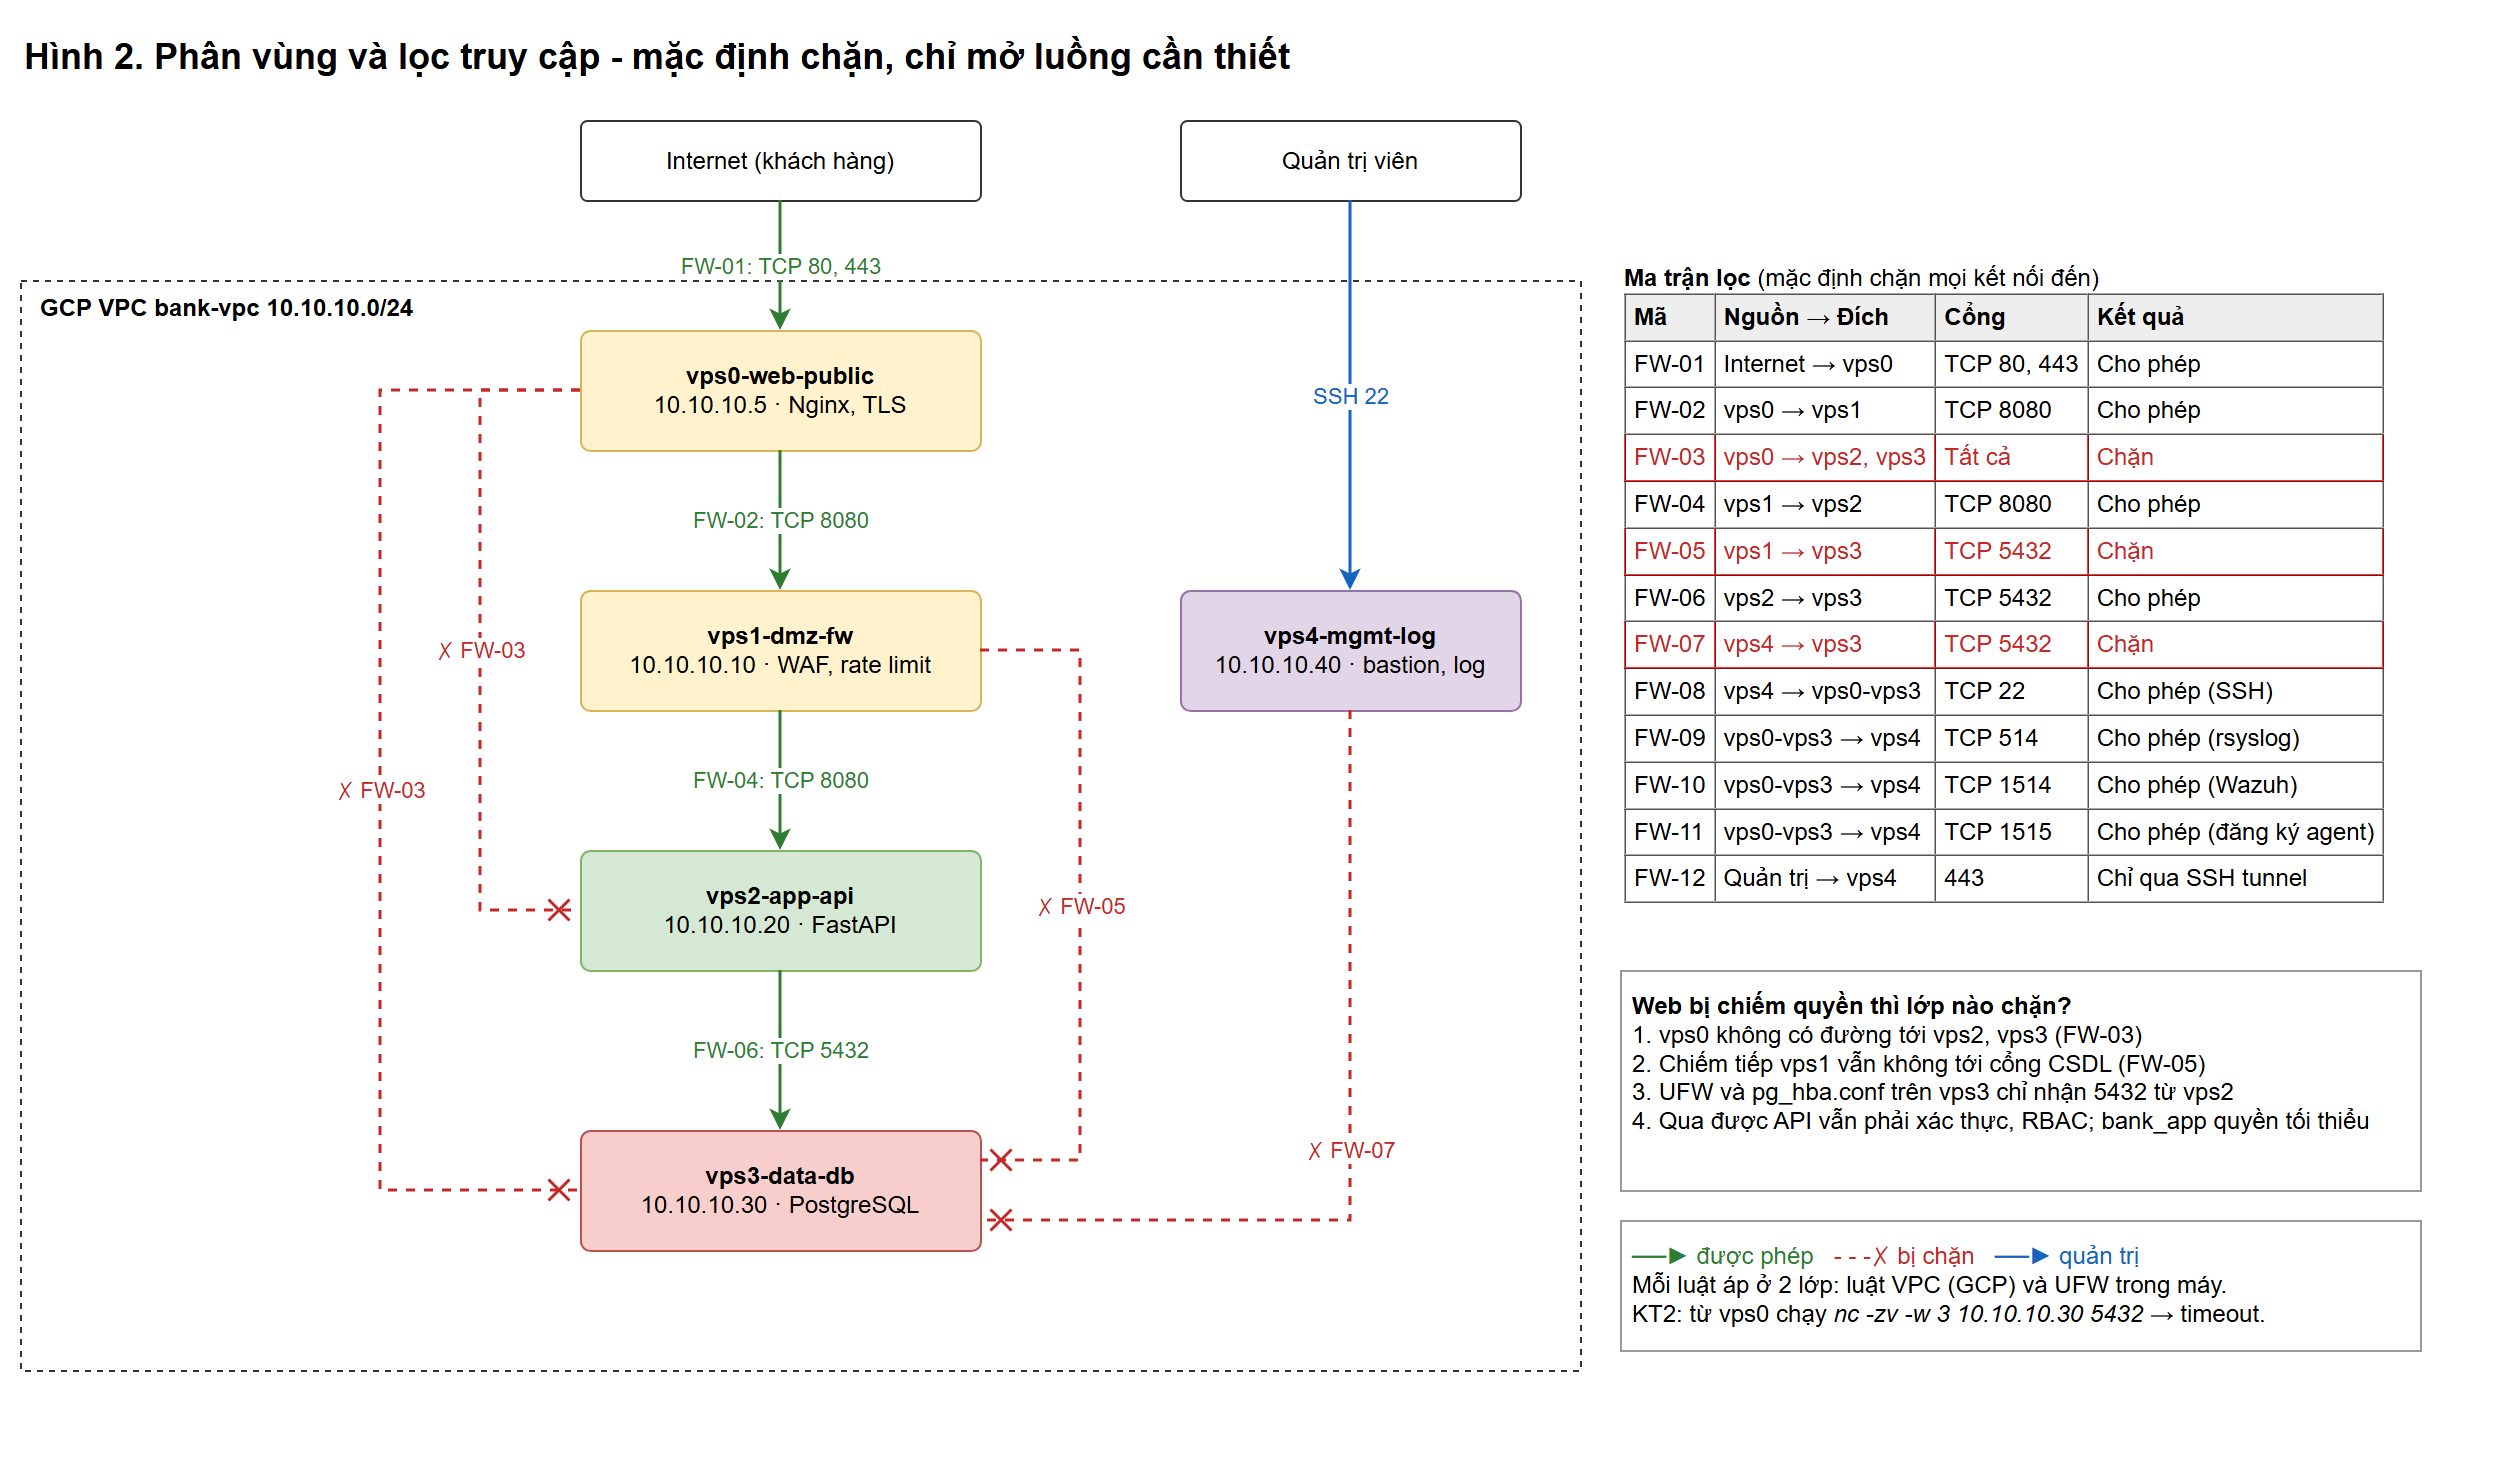 Hình 2. Phân vùng và lọc truy cập - mặc định chặn, chỉ mở luồng cần thiết
Internet (khách hàng)
Quản trị viên
FW-01: TCP 80, 443
GCP VPC bank-vpc 10.10.10.0/24
vps0-web-public
10.10.10.5 · Nginx, TLS
SSH 22
FW-02: TCP 8080
vps1-dmz-fw
10.10.10.10 · WAF, rate limit
vps4-mgmt-log
10.10.10.40 · bastion, log
✗ FW-03
✗ FW-03
FW-04: TCP 8080
vps2-app-api
10.10.10.20 · FastAPI
✗ FW-05
FW-06: TCP 5432
vps3-data-db
10.10.10.30 · PostgreSQL
✗ FW-07
Ma trận lọc (mặc định chặn mọi kết nối đến)
Mã Nguồn → Đích Cổng Kết quả
FW-01 Internet → vps0 TCP 80, 443 Cho phép
FW-02 vps0 → vps1 TCP 8080 Cho phép
FW-03 vps0 → vps2, vps3 Tất cả Chặn
FW-04 vps1 → vps2 TCP 8080 Cho phép
FW-05 vps1 → vps3 TCP 5432 Chặn
FW-06 vps2 → vps3 TCP 5432 Cho phép
FW-07 vps4 → vps3 TCP 5432 Chặn
FW-08 vps4 → vps0-vps3 TCP 22 Cho phép (SSH)
FW-09 vps0-vps3 → vps4 TCP 514 Cho phép (rsyslog)
FW-10 vps0-vps3 → vps4 TCP 1514 Cho phép (Wazuh)
FW-11 vps0-vps3 → vps4 TCP 1515 Cho phép (đăng ký agent)
FW-12 Quản trị → vps4 443 Chỉ qua SSH tunnel
Web bị chiếm quyền thì lớp nào chặn?
1. vps0 không có đường tới vps2, vps3 (FW-03)
2. Chiếm tiếp vps1 vẫn không tới cổng CSDL (FW-05)
3. UFW và pg_hba.conf trên vps3 chỉ nhận 5432 từ vps2
4. Qua được API vẫn phải xác thực, RBAC; bank_app quyền tối thiểu
──► được phép - - -✗ bị chặn ──► quản trị
Mỗi luật áp ở 2 lớp: luật VPC (GCP) và UFW trong máy.
KT2: từ vps0 chạy nc -zv -w 3 10.10.10.30 5432 → timeout.